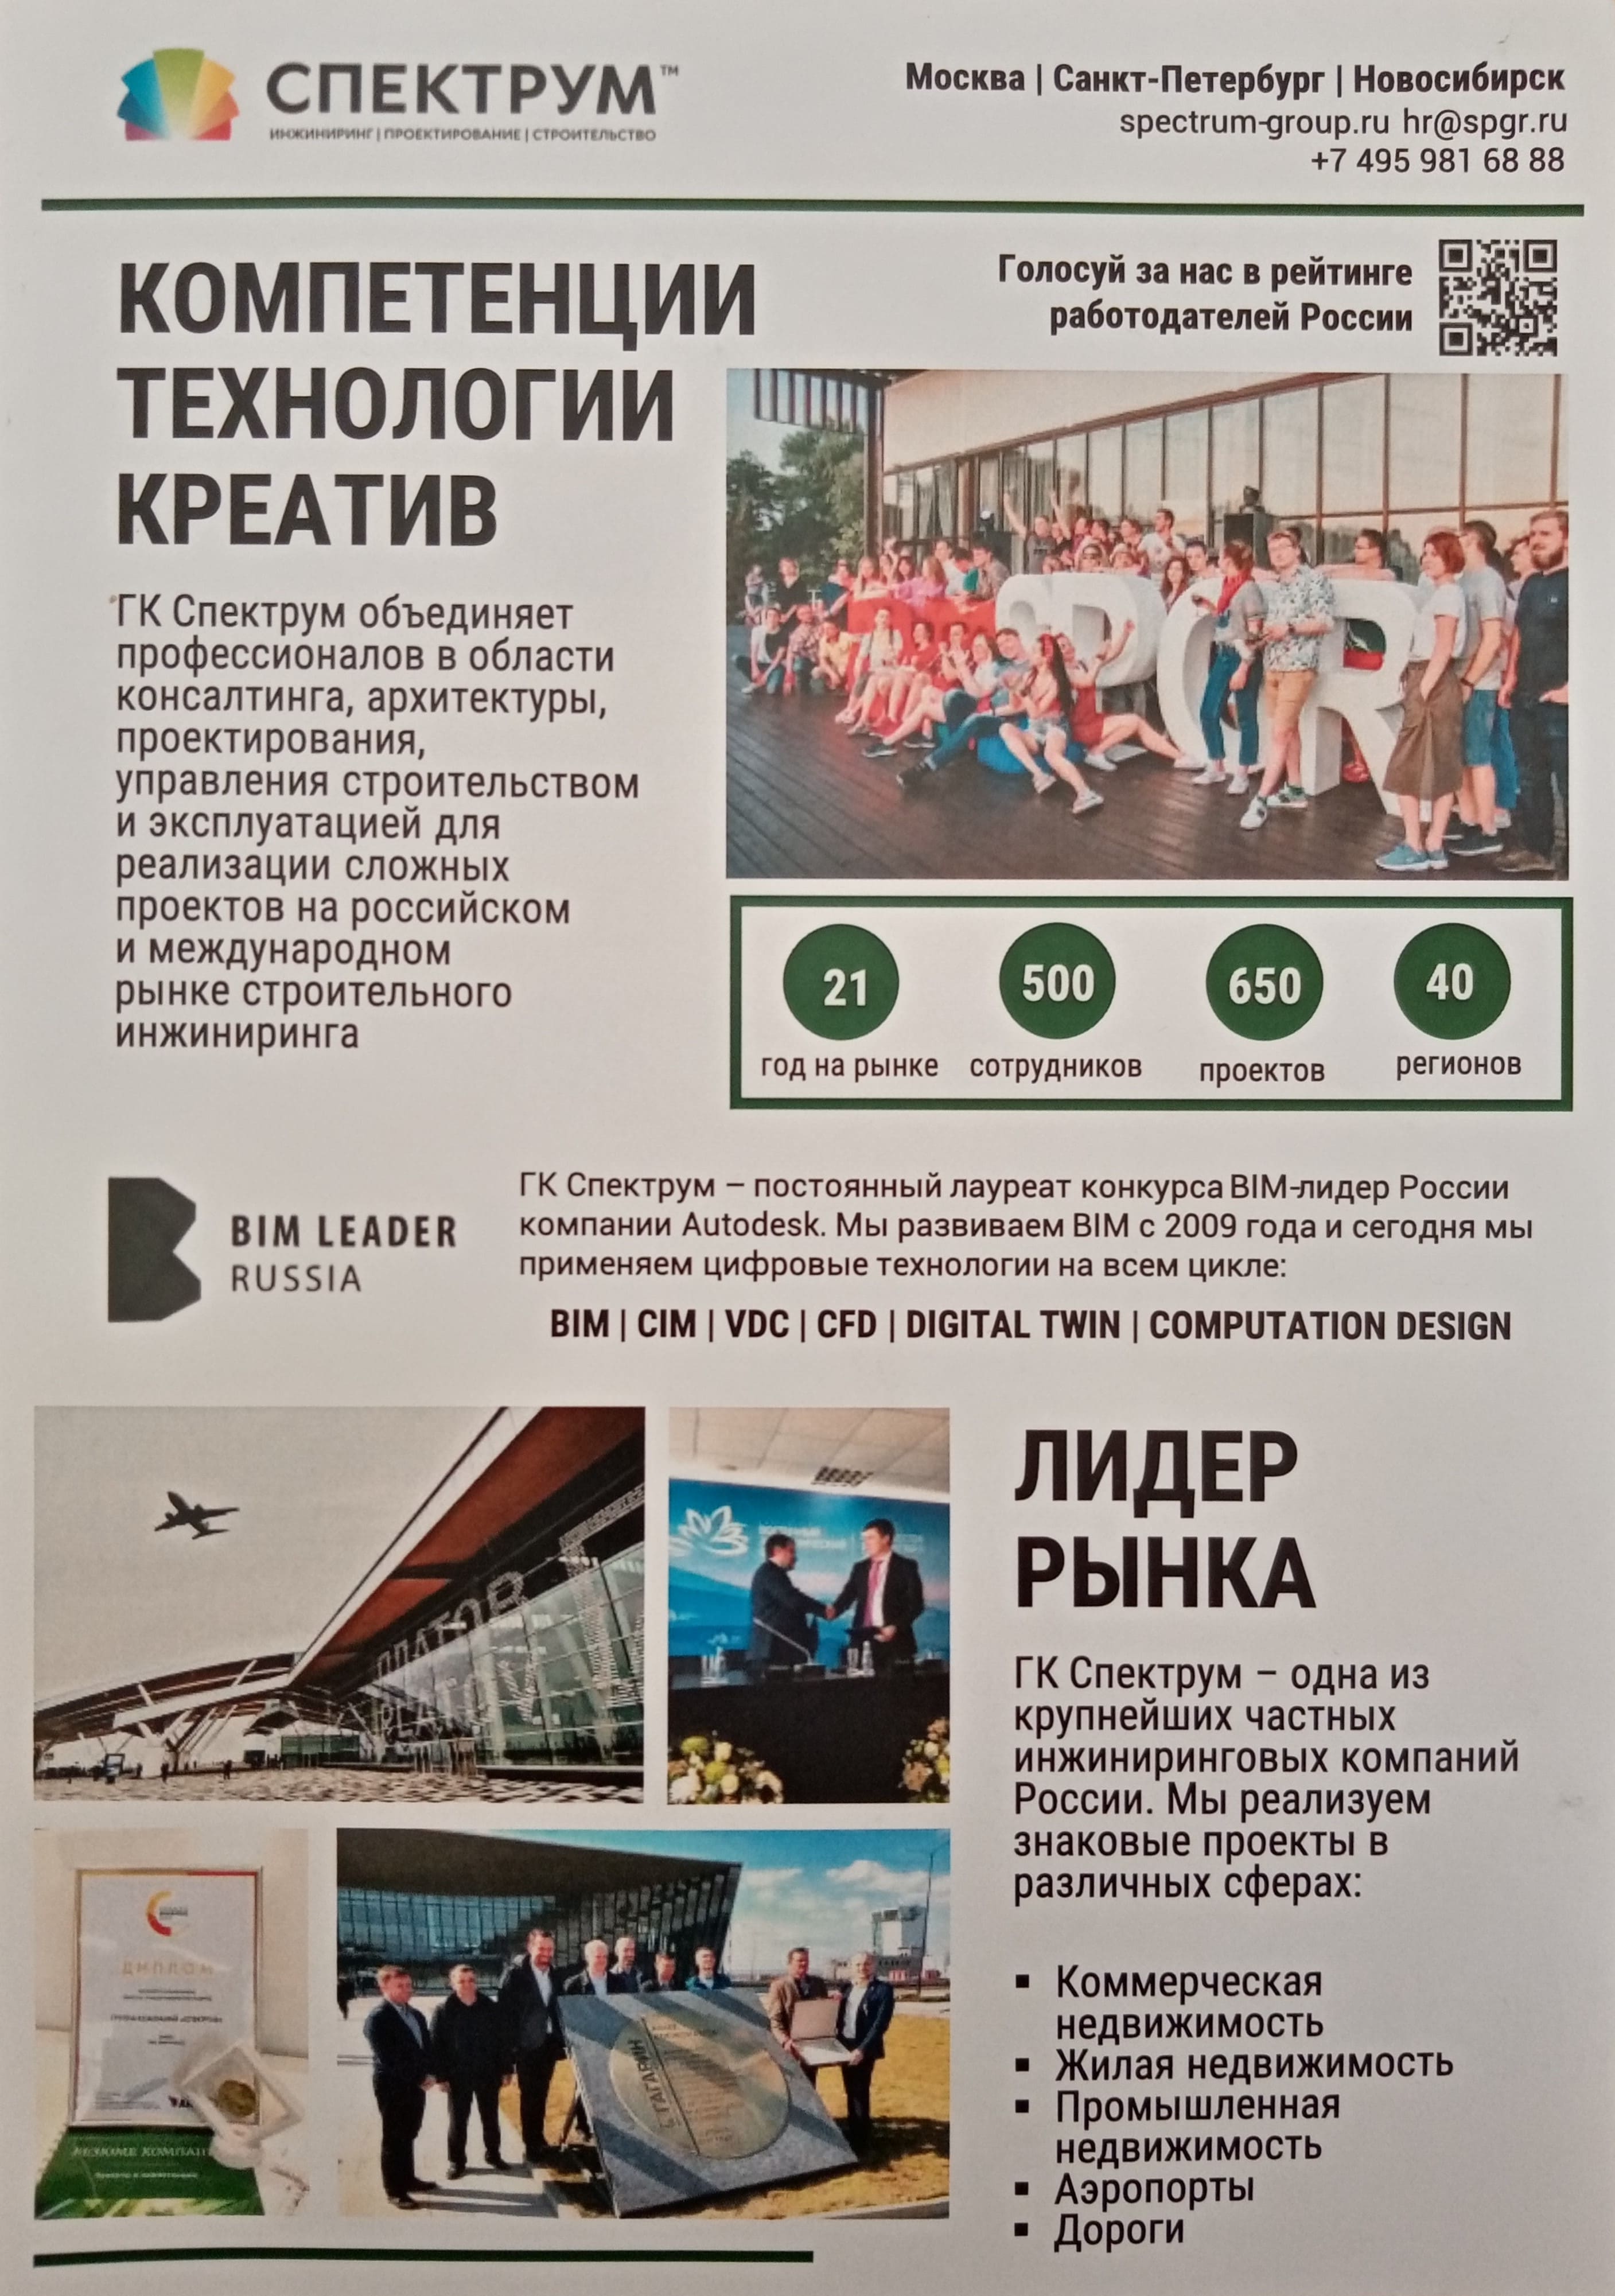 СПЕКТРУМ™
ИНЖИНИРИНГ | ПРОЕКТИРОВАНИЕ | СТРОИТЕЛЬСТВО
Москва | Санкт-Петербург | Новосибирск
spectrum-group.ru hr@spgr.ru
+7 495 981 68 88
КОМПЕТЕНЦИИ
ТЕХНОЛОГИИ
КРЕАТИВ
Голосуй за нас в рейтинге
работодателей России
ГК Спектрум объединяет
профессионалов в области
консалтинга, архитектуры,
проектирования,
управления строительством
и эксплуатацией для
реализации сложных
проектов на российском
и международном
рынке строительного
инжиниринга
SPGR
21
500
650
40
год на рынке
сотрудников
проектов
регионов
BIM LEADER
RUSSIA
ГК Спектрум – постоянный лауреат конкурса BIM-лидер России
компании Autodesk. Мы развиваем BIM с 2009 года и сегодня мы
применяем цифровые технологии на всем цикле:
BIM | CIM | VDC | CFD | DIGITAL TWIN | COMPUTATION DESIGN
ПЛАТОВ
PLATOV
ДИПЛОМ
РЕЗЮМЕ КОМПАНИИ
ГАГАРИН
ЛИДЕР
РЫНКА
ГК Спектрум – одна из
крупнейших частных
инжиниринговых компаний
России. Мы реализуем
знаковые проекты в
различных сферах:
▪ Коммерческая
недвижимость
▪ Жилая недвижимость
▪ Промышленная
недвижимость
▪ Аэропорты
▪ Дороги